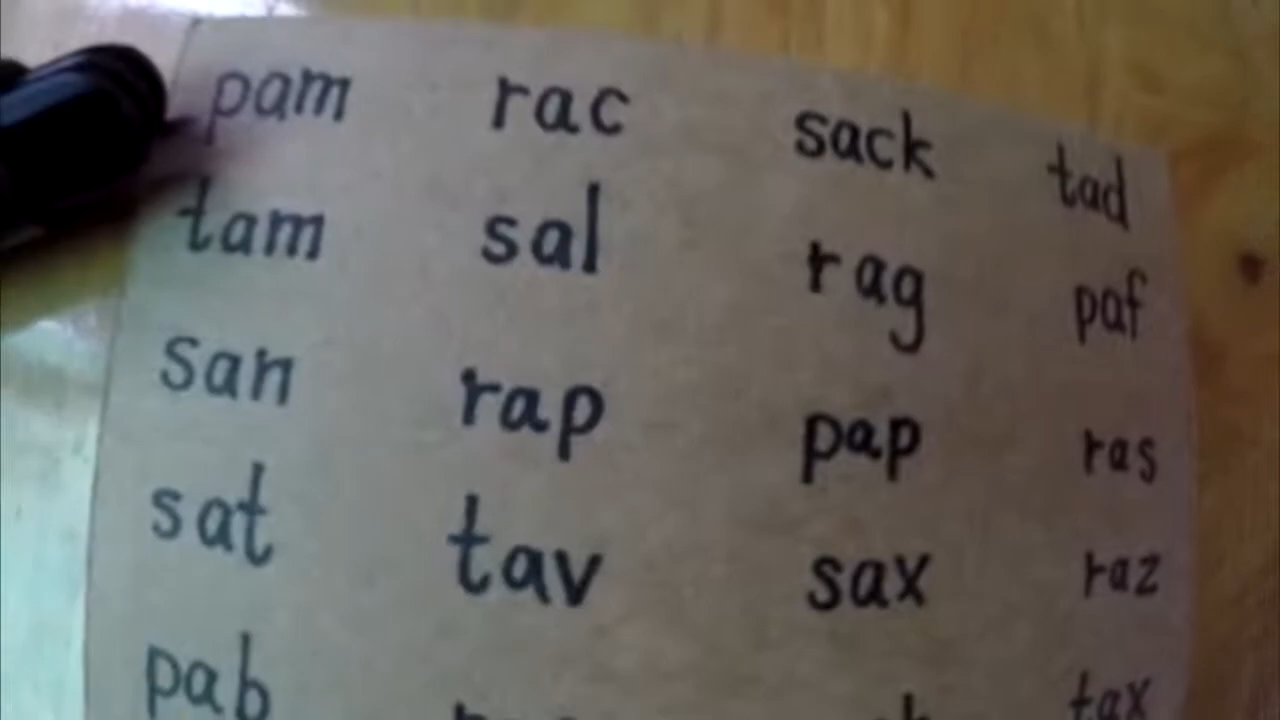 pam rac sack tad
tam sal rag paf
san rap pap ras
sat tav sax raz
pab tax